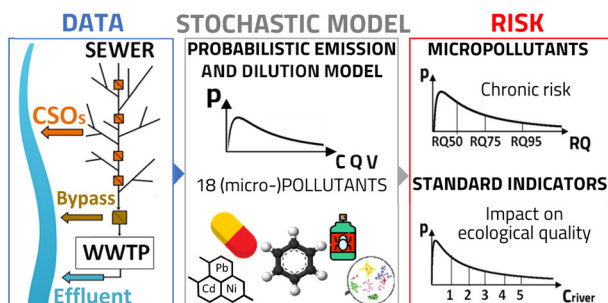 DATA
SEWER
CSOs
Bypass
WWTP
Effluent
STOCHASTIC MODEL
PROBABILISTIC EMISSION
AND DILUTION MODEL
P
C Q V
18 (micro-)POLLUTANTS
Pb
Cd Ni
RISK
MICROPOLLUTANTS
P
Chronic risk
RQ50 RQ75 RQ95
RQ
STANDARD INDICATORS
P
Impact on
ecological quality
1 2 3 4 5
Criver